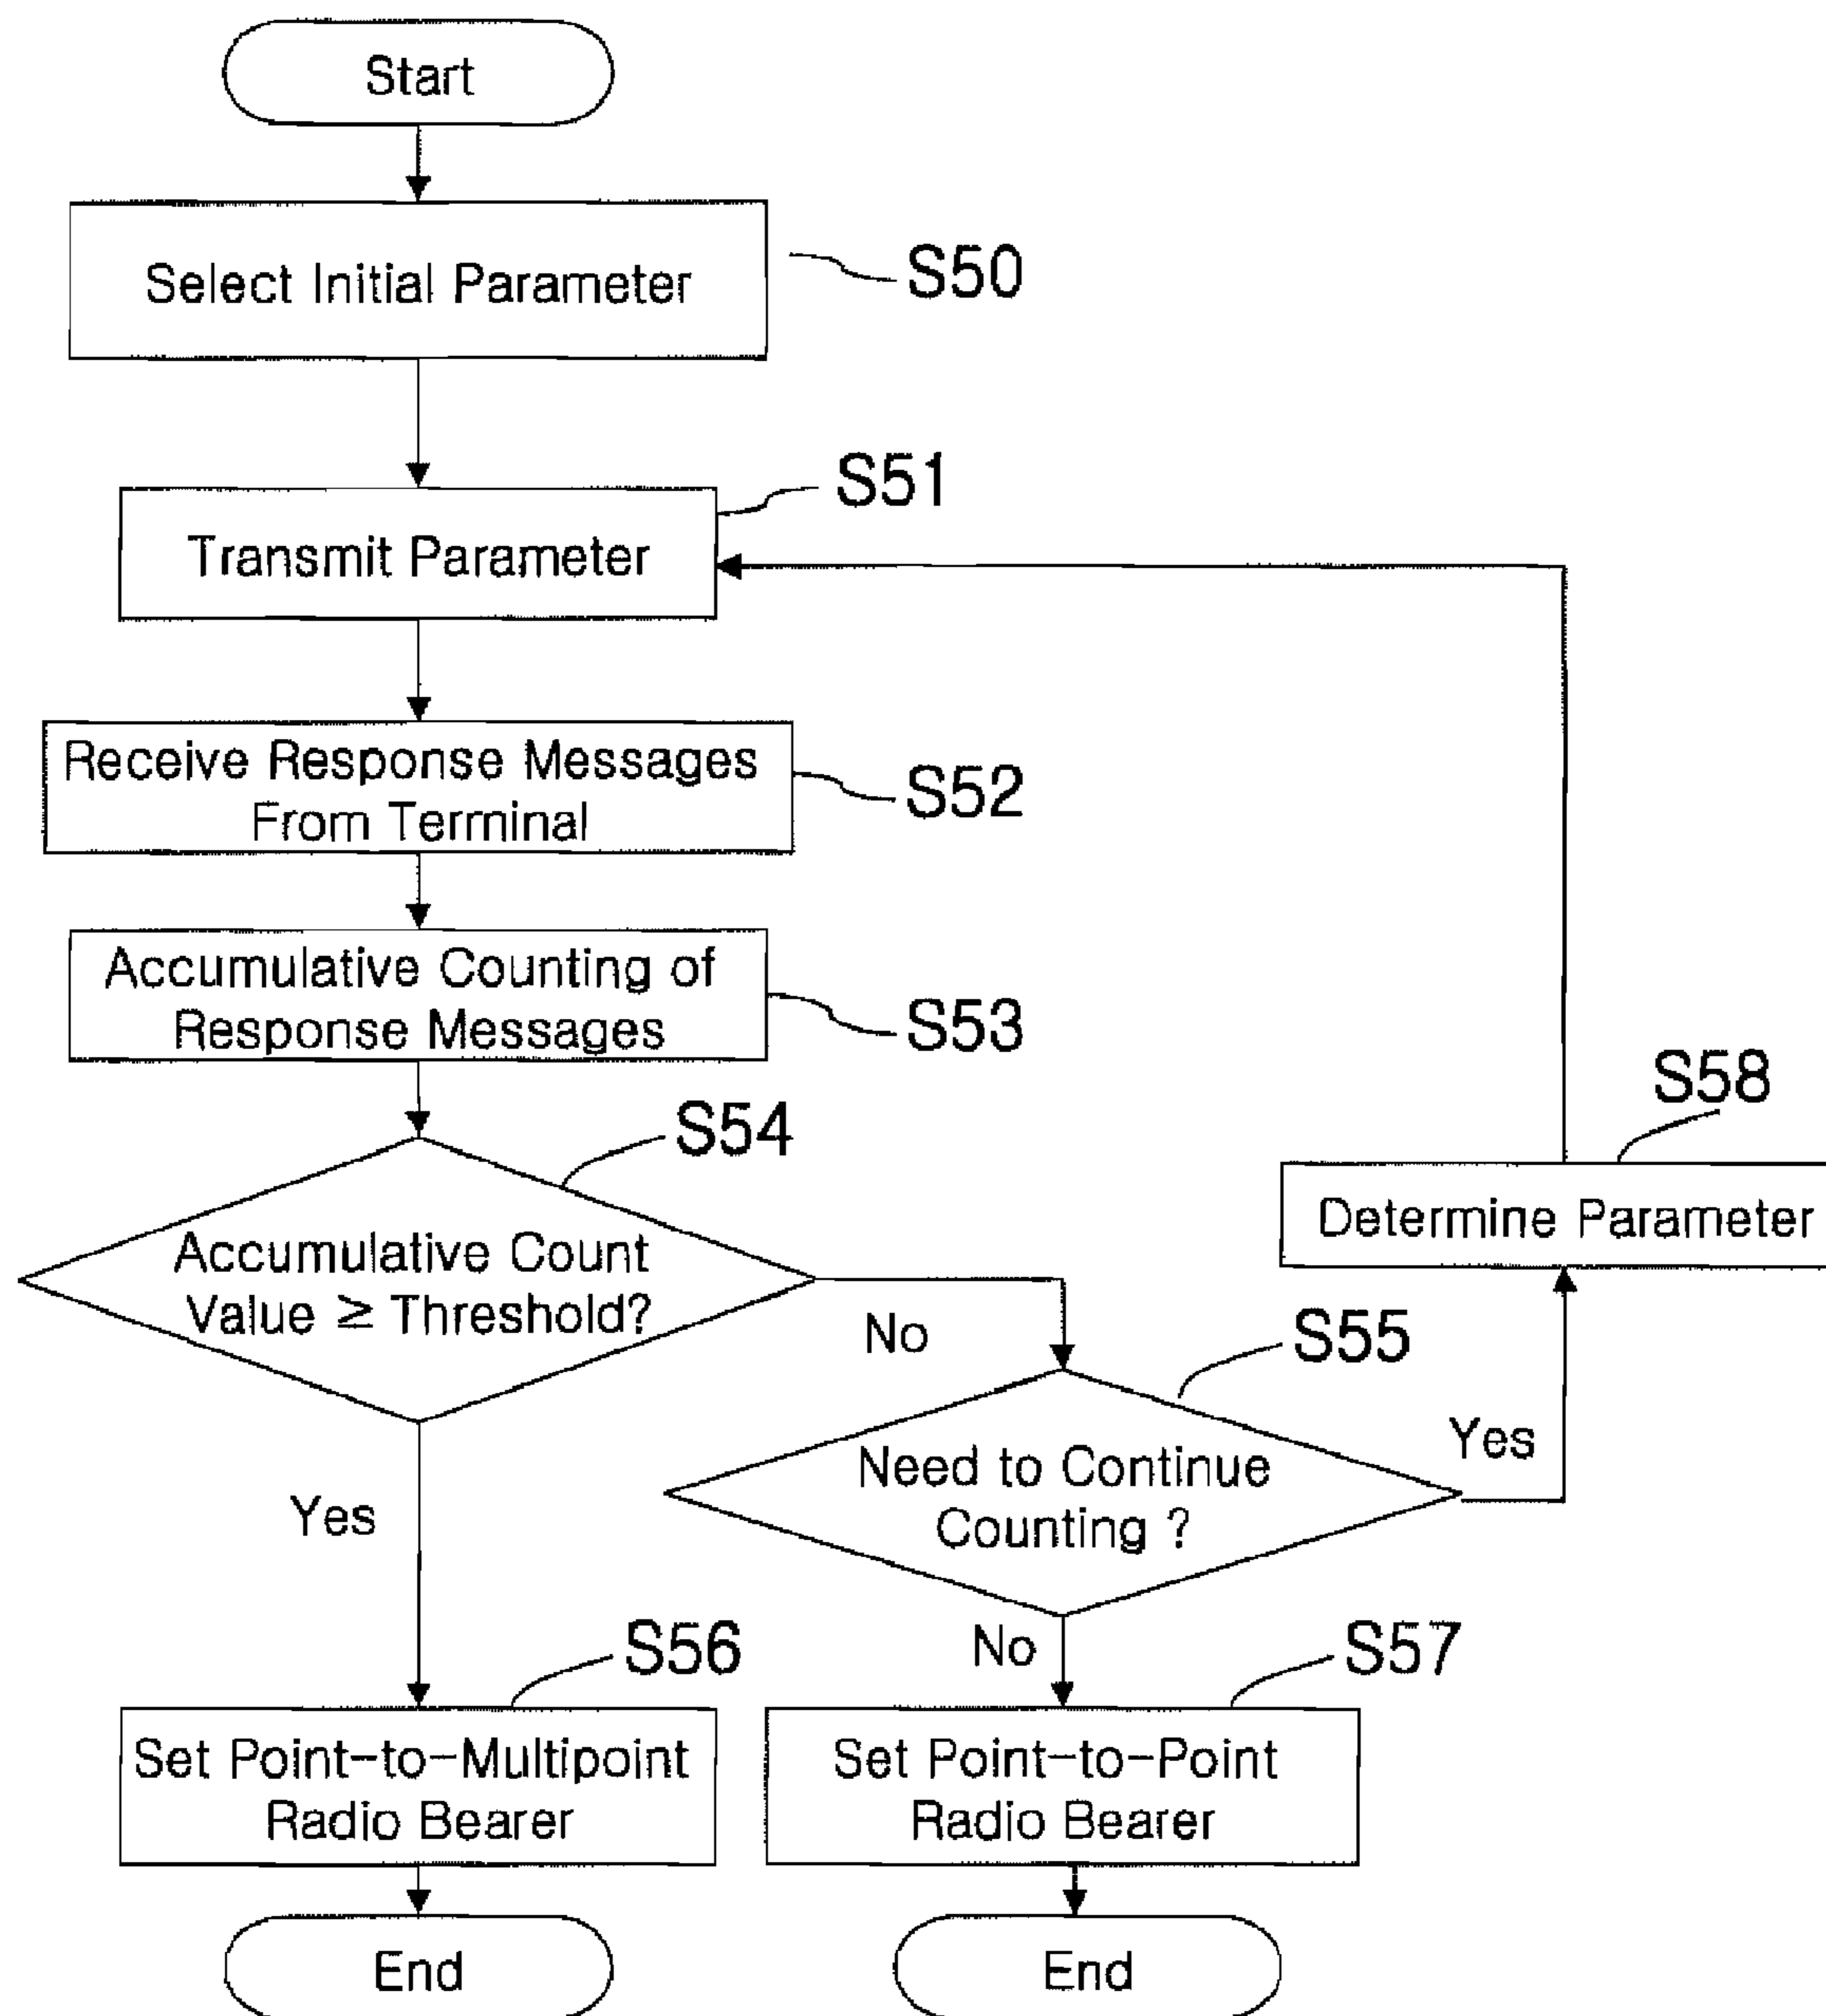 Start
Select Initial Parameter
S50
S51
Transmit Parameter
Receive Response Messages
From Terminal
S52
Accumulative Counting of
Response Messages
S53
S58
Determine Parameter
S54
Accumulative Count
Value ≥ Threshold?
No
S55
Need to Continue
Counting ?
Yes
Yes
No
S56
S57
Set Point-to-Multipoint
Radio Bearer
Set Point-to-Point
Radio Bearer
End
End